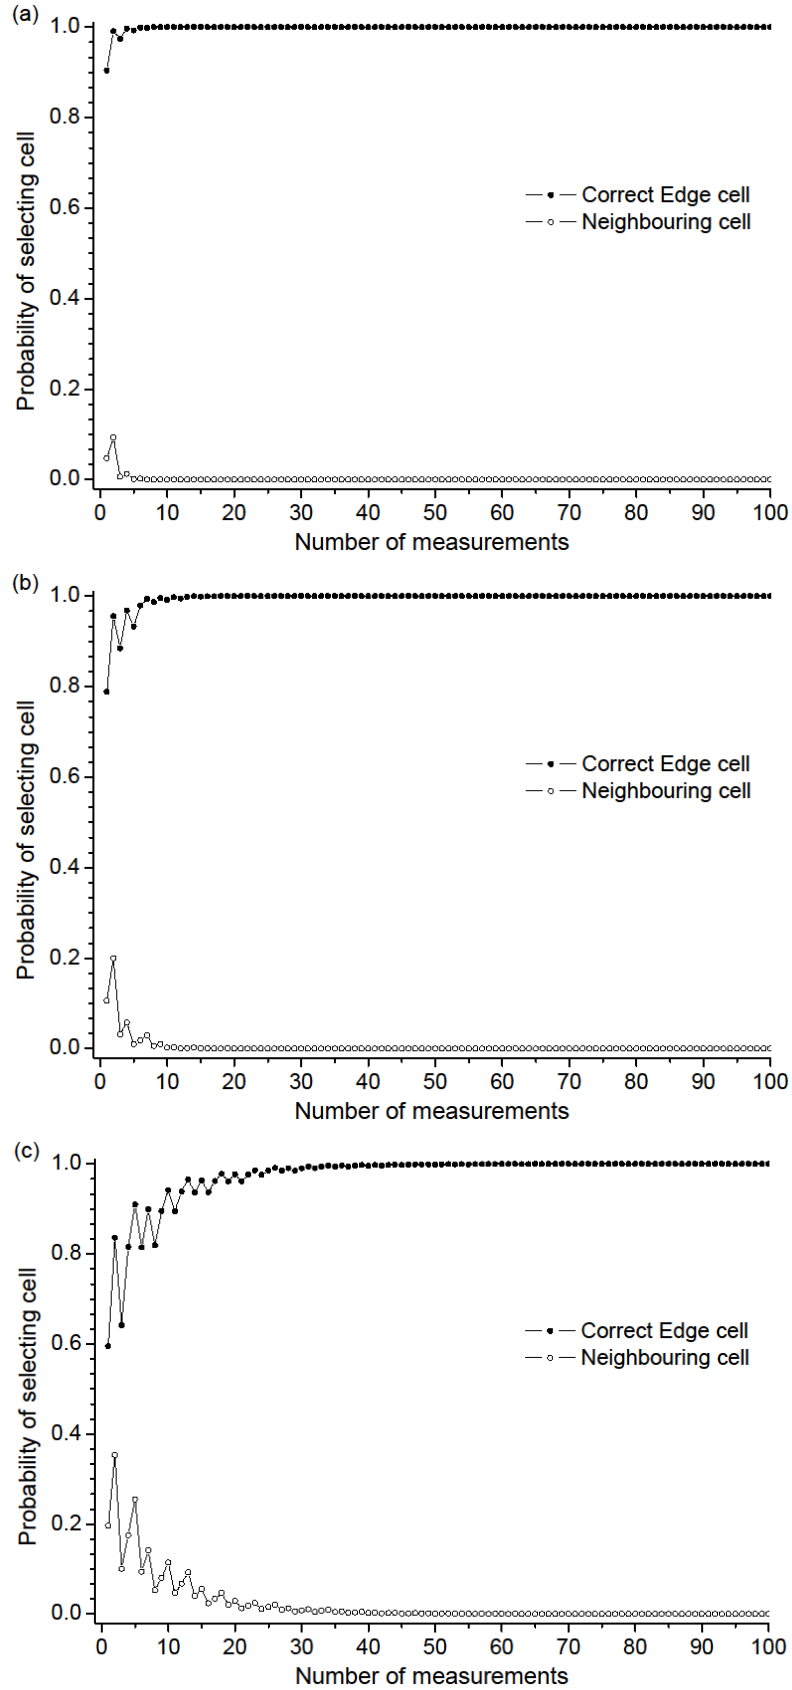 (a)
1.0
0.8
0.6
0.4
0.2
0.0
Probability of selecting cell
Correct Edge cell
Neighbouring cell
0 10 20 30 40 50 60 70 80 90 100
Number of measurements
(b)
1.0
0.8
0.6
0.4
0.2
0.0
Probability of selecting cell
Correct Edge cell
Neighbouring cell
0 10 20 30 40 50 60 70 80 90 100
Number of measurements
(c)
1.0
0.8
0.6
0.4
0.2
0.0
Probability of selecting cell
Correct Edge cell
Neighbouring cell
0 10 20 30 40 50 60 70 80 90 100
Number of measurements